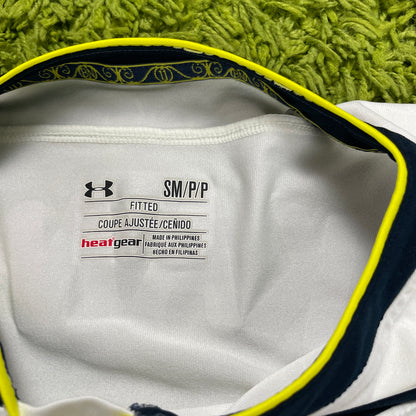 SM/P/P
FITTED
COUPE AJUSTÉE/CEÑIDO
heatgear
MADE IN PHILIPPINES
FABRIQUÉ AUX PHILIPPINES
HECHO EN FILIPINAS